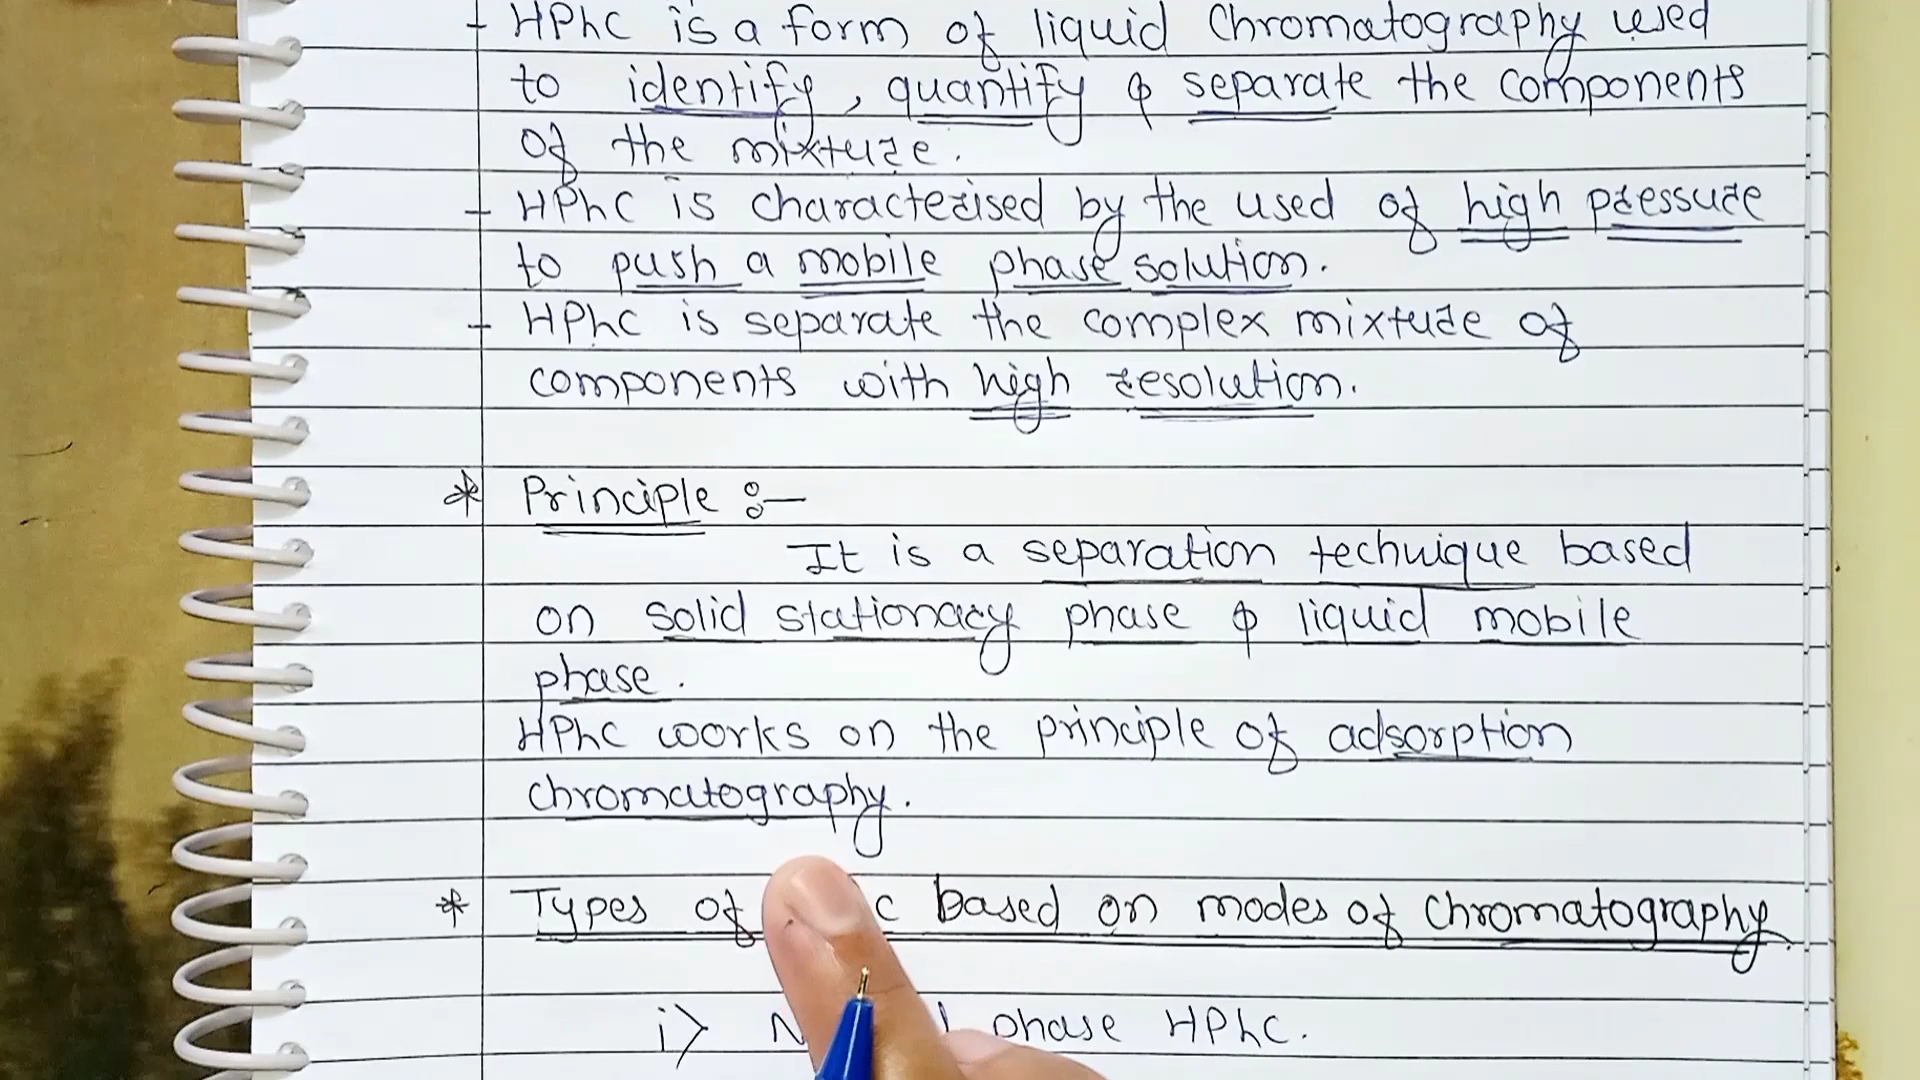 - HPLC is a form of liquid chromatography used
to identify, quantify & separate the components
of the mixture.
- HPLC is characterised by the used of high pressure
to push a mobile phase solution.
- HPLC is separate the complex mixture of
components with high resolution.
* Principle :-
It is a separation technique based
on solid stationary phase & liquid mobile
phase.
HPLC works on the principle of adsorption
chromatography.
* Types of based on modes of chromatography.
i) phase HPLC.